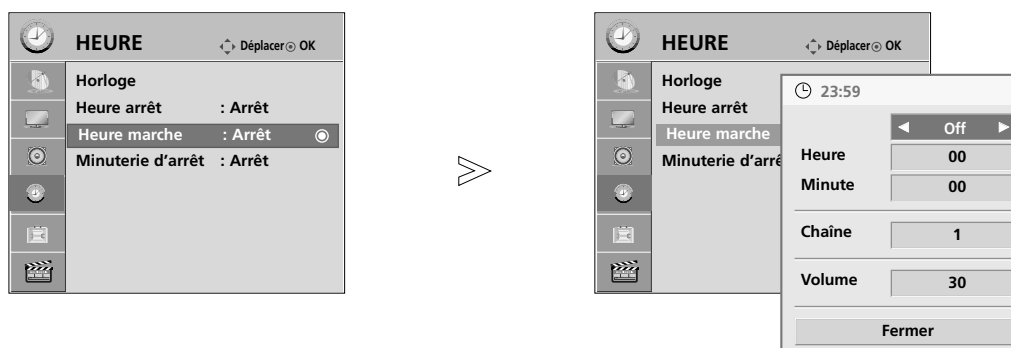 HEURE Déplacer OK
Horloge
Heure arrêt : Arrêt
Heure marche : Arrêt
Minuterie d'arrêt : Arrêt
HEURE Déplacer OK
Horloge
Heure arrêt
Heure marche
Minuterie d'arrê
23:59
◀ Off ▶
Heure 00
Minute 00
Chaîne 1
Volume 30
Fermer